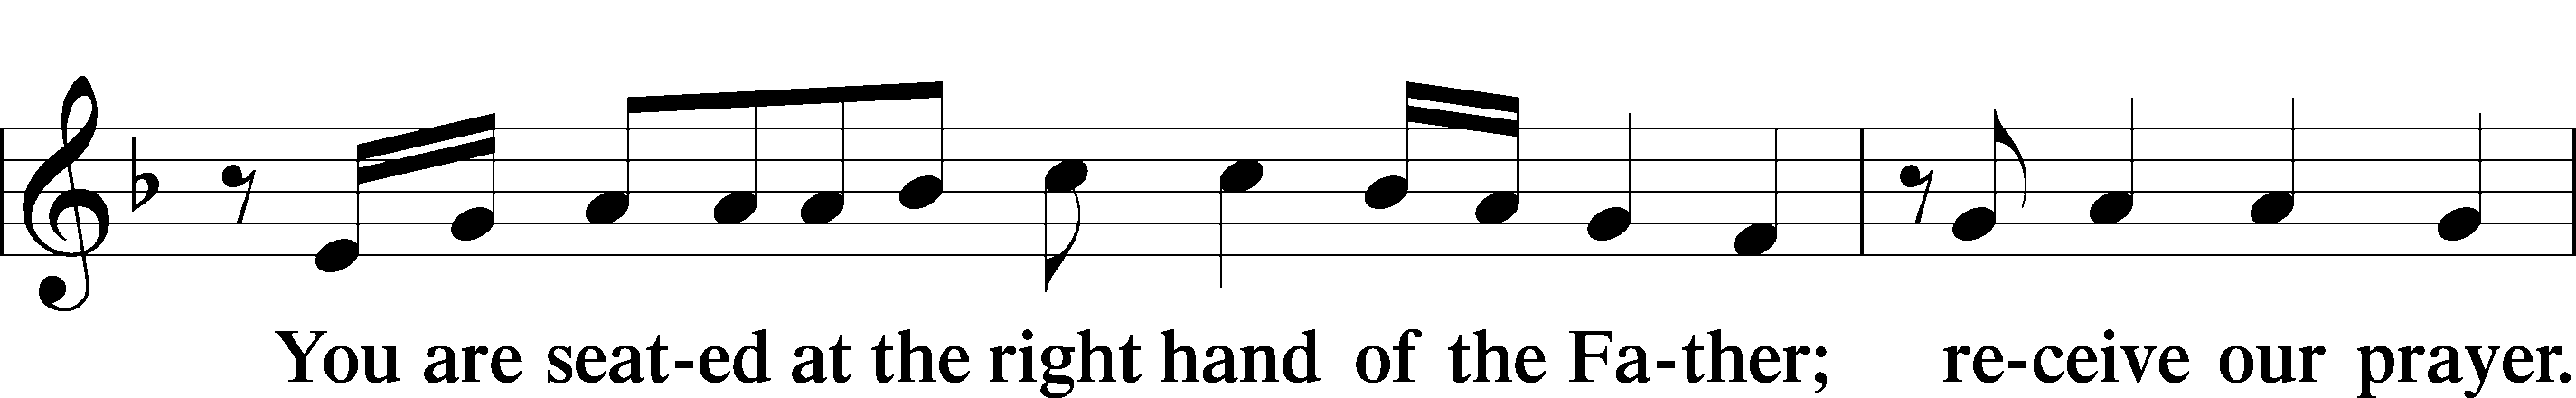 You are seat-ed at the right hand of the Fa-ther; re-ceive our prayer.